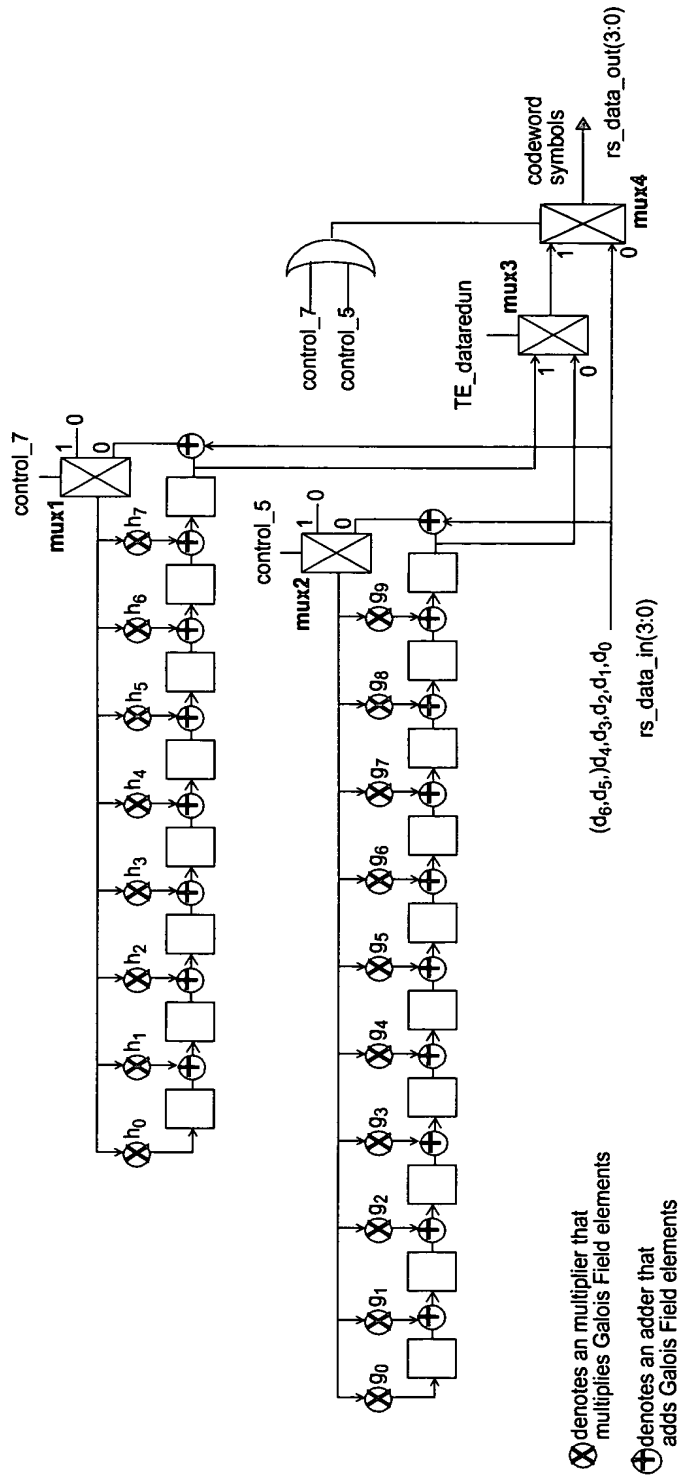 control_7
1
0
0
mux1
h0
h1
h2
h3
h4
h5
h6
h7
control_5
1
0
0
mux2
g0
g1
g2
g3
g4
g5
g6
g7
g8
g9
control_7
control_5
TE_dataredun
mux3
1
0
codeword
symbols
1
0
mux4
rs_data_out(3:0)
(d6,d5,)d4,d3,d2,d1,d0
rs_data_in(3:0)
denotes an multiplier that
multiplies Galois Field elements
denotes an adder that
adds Galois Field elements